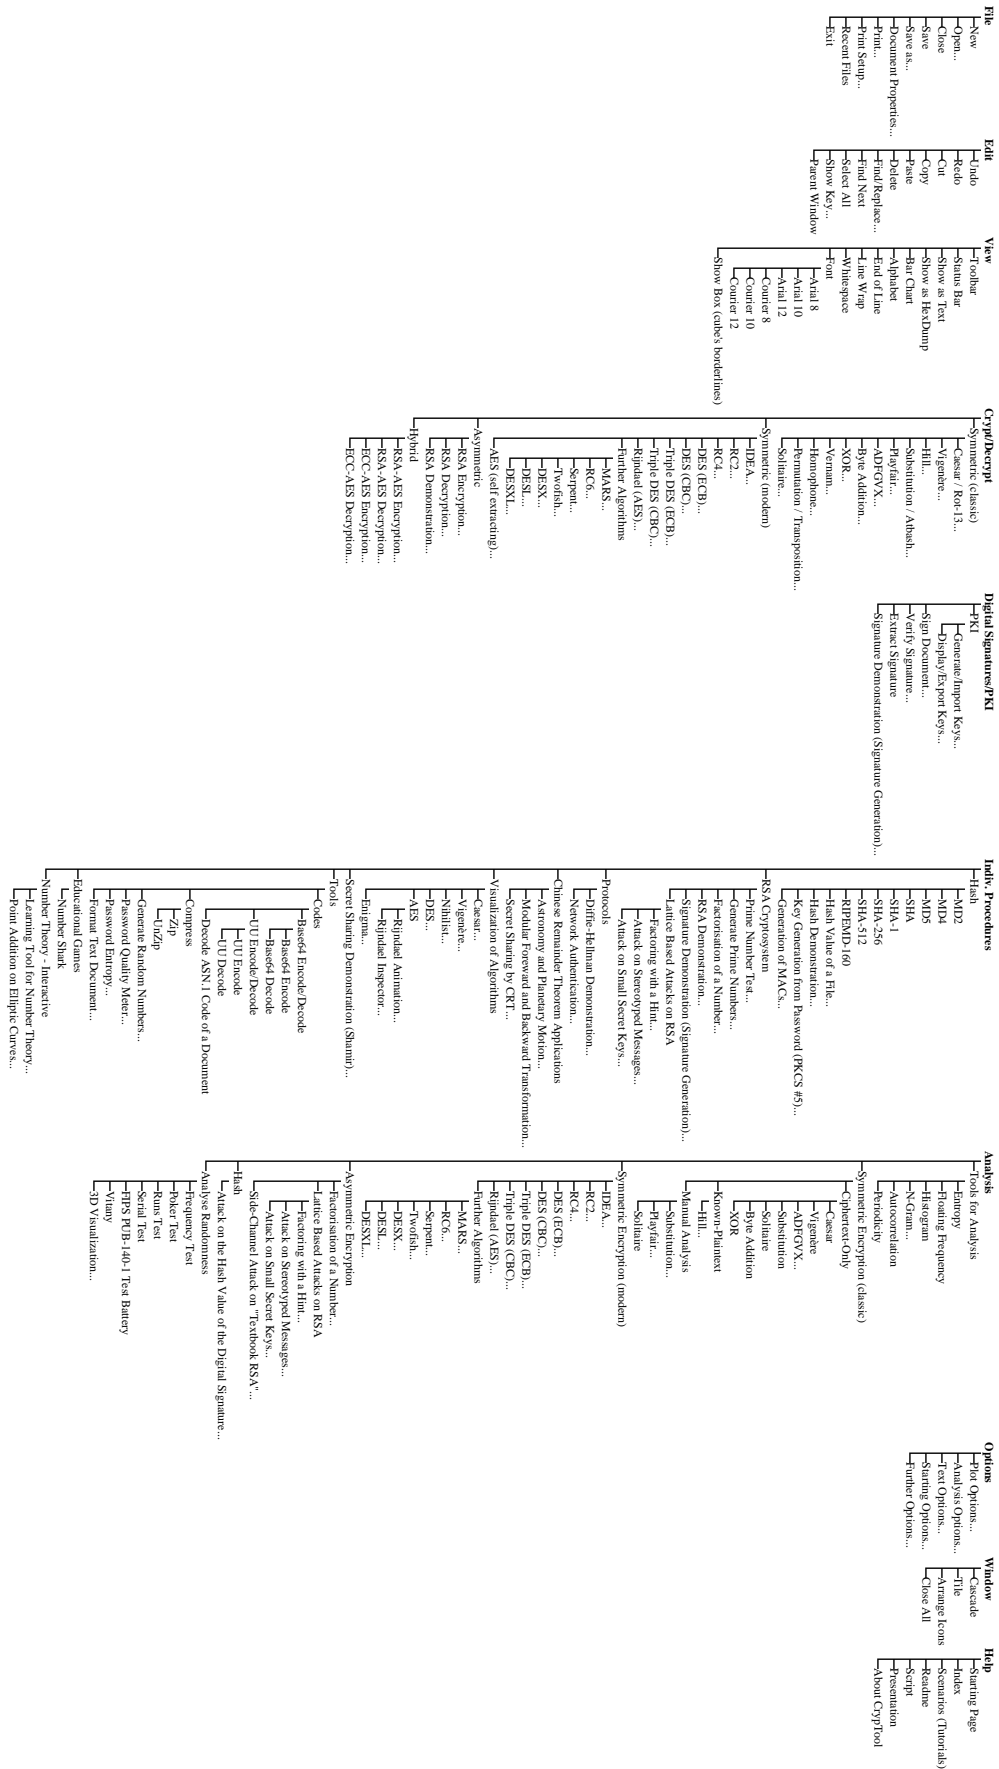 File
New
Open...
Close
Save
Save as...
Document Properties...
Print...
Print Setup...
Recent Files
Exit
Edit
Undo
Redo
Cut
Copy
Paste
Delete
Find/Replace...
Find Next
Select All
Show Key...
Parent Window
View
Toolbar
Status Bar
Show as Text
Show as HexDump
Bar Chart
Alphabet
End of Line
Line Wrap
Whitespace
Font
Arial 8
Arial 10
Arial 12
Courier 8
Courier 10
Courier 12
Show Box (cube's borderlines)
Crypt/Decrypt
Symmetric (classic)
Caesar / Rot-13...
Vigenère...
Hill...
Substitution / Atbash...
Playfair...
ADFGVX...
Byte Addition...
XOR...
Vernam...
Homophone...
Permutation / Transposition...
Solitaire...
Symmetric (modern)
IDEA...
RC2...
RC4...
DES (ECB)...
DES (CBC)...
Triple DES (ECB)...
Triple DES (CBC)...
Rijndael (AES)...
Further Algorithms
MARS...
RC6...
Serpent...
Twofish...
DESX...
DESL...
DESXL...
AES (self extracting)...
Asymmetric
RSA Encryption...
RSA Decryption...
RSA Demonstration...
Hybrid
RSA-AES Encryption...
RSA-AES Decryption...
ECC-AES Encryption...
ECC-AES Decryption...
Digital Signatures/PKI
PKI
Generate/Import Keys...
Display/Export Keys...
Sign Document...
Verify Signature...
Extract Signature
Signature Demonstration (Signature Generation)...
Indiv. Procedures
Hash
MD2
MD4
MD5
SHA
SHA-1
SHA-256
SHA-512
RIPEMD-160
Hash Value of a File...
Hash Demonstration...
Key Generation from Password (PKCS #5)...
Generation of MACs...
RSA Cryptosystem
Prime Number Test...
Generate Prime Numbers...
Factorisation of a Number...
RSA Demonstration...
Signature Demonstration (Signature Generation)...
Lattice Based Attacks on RSA
Factoring with a Hint...
Attack on Stereotyped Messages...
Attack on Small Secret Keys...
Protocols
Diffie-Hellman Demonstration...
Network Authentication...
Chinese Remainder Theorem Applications
Astronomy and Planetary Motion...
Modular Foreward and Backward Transformation...
Secret Sharing by CRT...
Visualization of Algorithms
Caesar...
Vigenère...
Nihilist...
DES...
AES
Rijndael Animation...
Rijndael Inspector...
Enigma...
Secret Sharing Demonstration (Shamir)...
Tools
Codes
Base64 Encode/Decode
Base64 Encode
Base64 Decode
UU Encode/Decode
UU Encode
UU Decode
Decode ASN.1 Code of a Document
Compress
Zip
UnZip
Generate Random Numbers...
Password Quality Meter...
Password Entropy...
Format Text Document...
Educational Games
Number Shark
Number Theory - Interactive
Learning Tool for Number Theory...
Point Addition on Elliptic Curves...
Analysis
Tools for Analysis
Entropy
Floating Frequency
Histogram
N-Gram...
Autocorrelation
Periodicity
Symmetric Encryption (classic)
Ciphertext-Only
Caesar
Vigenère
ADFGVX...
Substitution
Solitaire
Byte Addition
XOR
Known-Plaintext
Hill...
Manual Analysis
Substitution...
Playfair...
Solitaire
Symmetric Encryption (modern)
IDEA...
RC2...
RC4...
DES (ECB)...
DES (CBC)...
Triple DES (ECB)...
Triple DES (CBC)...
Rijndael (AES)...
Further Algorithms
MARS...
RC6...
Serpent...
Twofish...
DESX...
DESL...
DESXL...
Asymmetric Encryption
Factorisation of a Number...
Lattice Based Attacks on RSA
Factoring with a Hint...
Attack on Stereotyped Messages...
Attack on Small Secret Keys...
Side-Channel Attack on "Textbook RSA"...
Hash
Attack on the Hash Value of the Digital Signature...
Analyse Randomness
Frequency Test
Poker Test
Runs Test
Serial Test
FIPS PUB-140-1 Test Battery
Vitany
3D Visualization...
Options
Plot Options...
Analysis Options...
Text Options...
Starting Options...
Further Options...
Window
Cascade
Tile
Arrange Icons
Close All
Help
Starting Page
Index
Scenarios (Tutorials)
Readme
Script
Presentation
About CrypTool